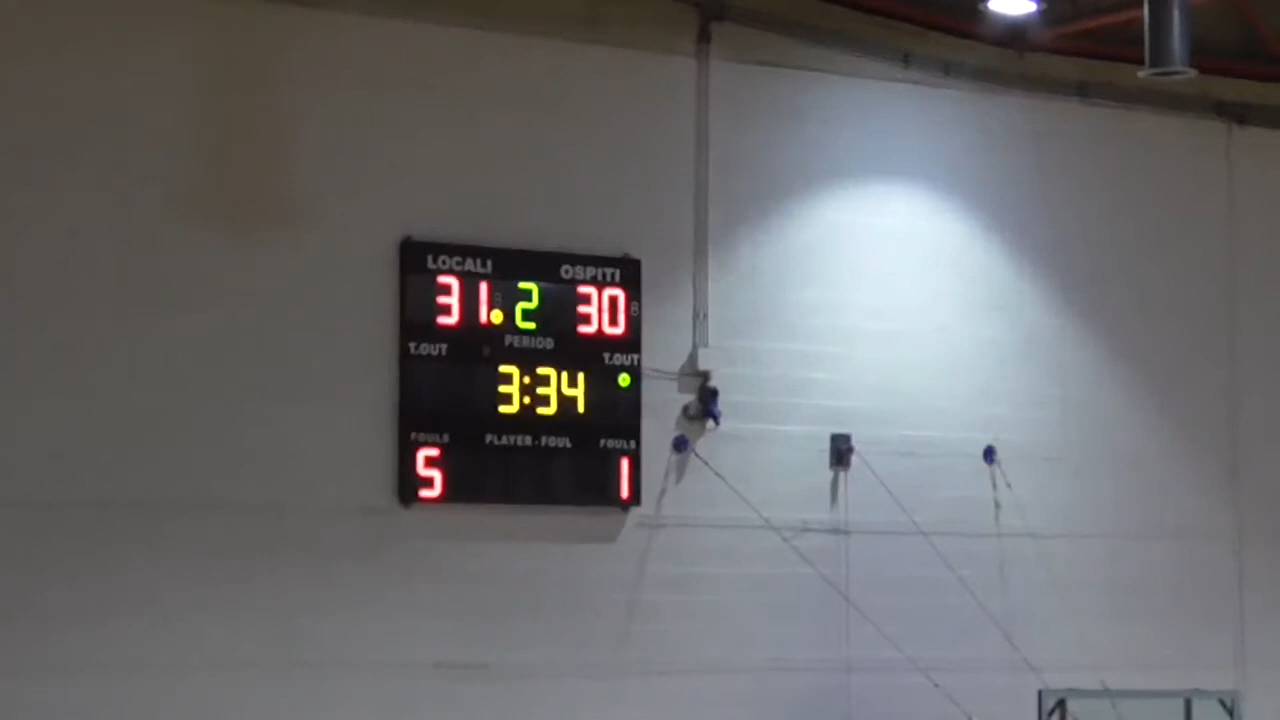 LOCALI OSPITI
31 2 30
PERIOD
T.OUT T.OUT
3:34
FOULS PLAYER-FOUL FOULS
5 1